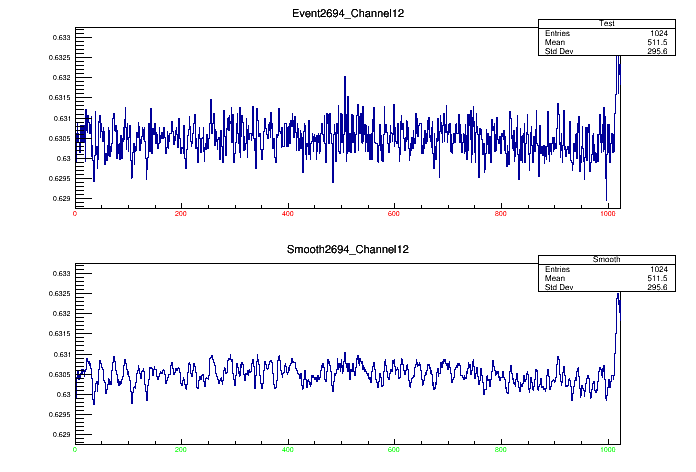 Event2694_Channel12
Test
Entries 1024
Mean 511.5
Std Dev 295.6
0.633
0.6325
0.632
0.6315
0.631
0.6305
0.63
0.6295
0.629
0 200 400 600 800 1000
Smooth2694_Channel12
Smooth
Entries 1024
Mean 511.5
Std Dev 295.6
0.633
0.6325
0.632
0.6315
0.631
0.6305
0.63
0.6295
0.629
0 200 400 600 800 1000